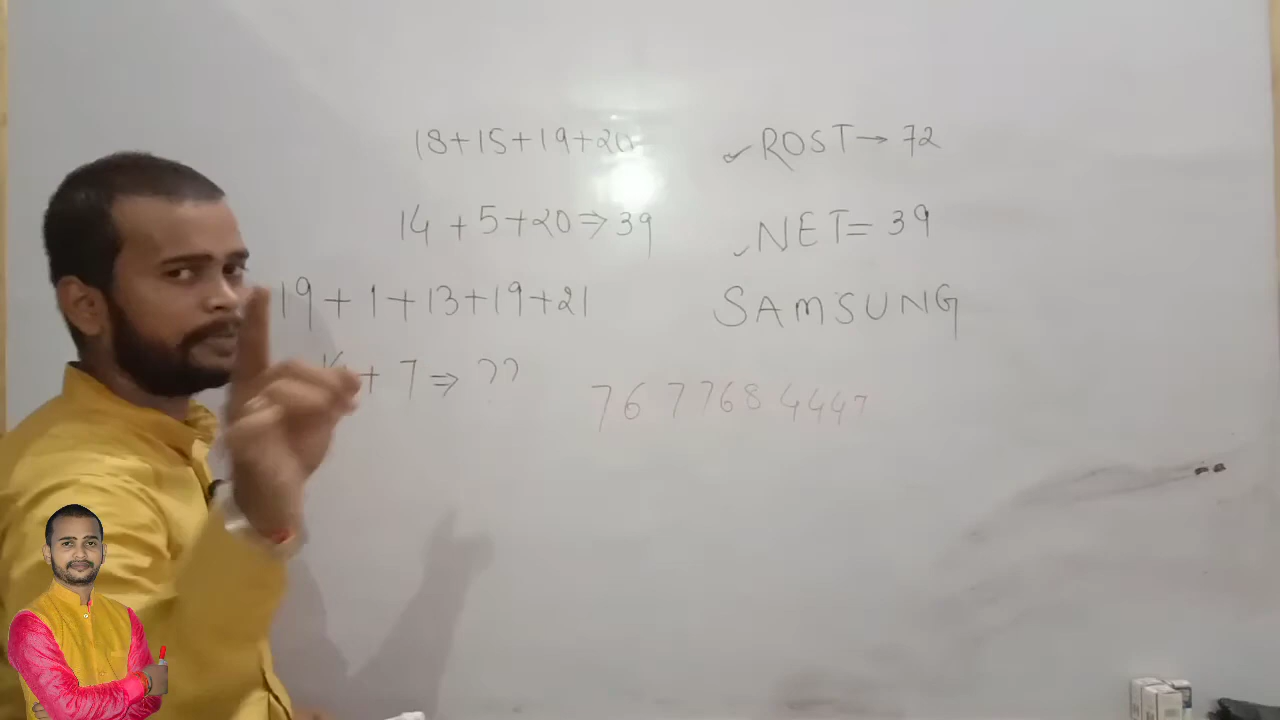 18+15+19+20
ROST→72
14+5+20⇒39
NET=39
19+1+13+19+21
SAMSUNG
+7⇒??
76 7768 4447